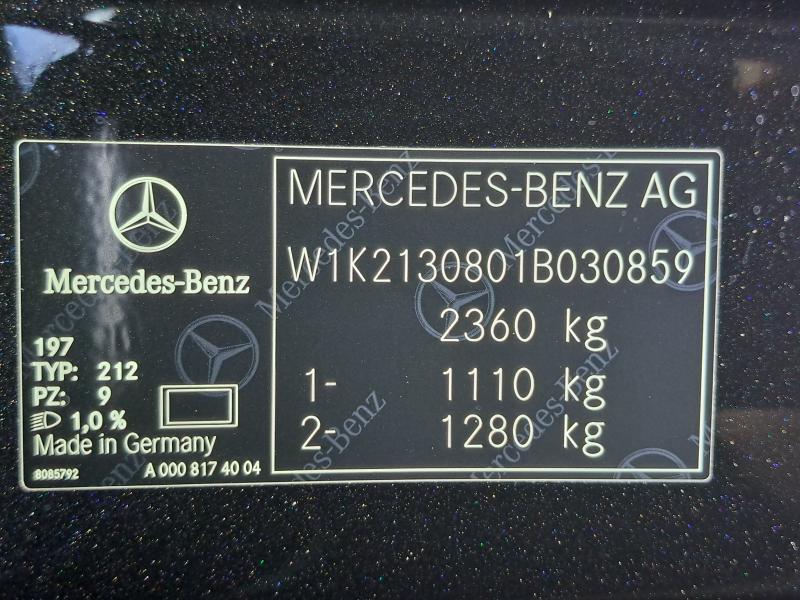 Mercedes-Benz
197
TYP: 212
PZ: 9
1,0 %
Made in Germany
8085792
A 000 817 40 04
MERCEDES-BENZ AG
W1K2130801B030859
2360 kg
1- 1110 kg
2- 1280 kg